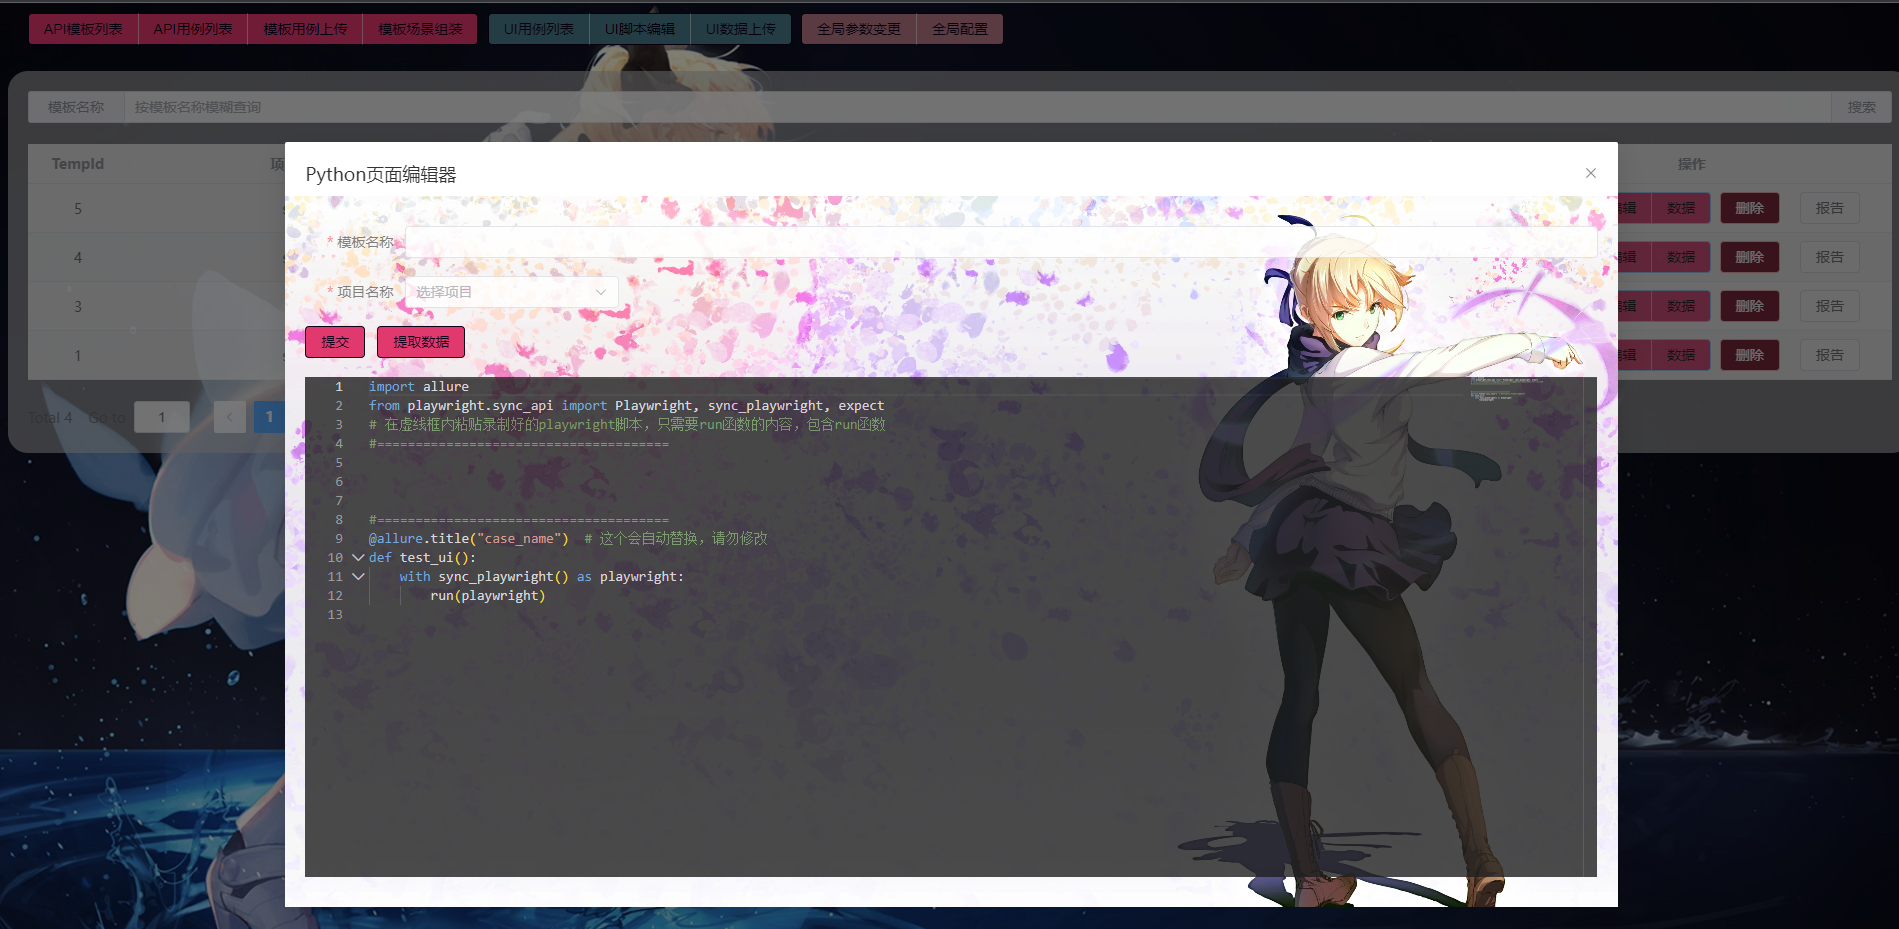 API模板列表 API用例列表 模板用例上传 模板场景组装 UI用例列表 UI脚本编辑 UI数据上传 全局参数变更 全局配置
模板名称 按模板名称模糊查询 搜索
TempId 项 操作
5 编辑 数据 删除 报告
4 编辑 数据 删除 报告
3 编辑 数据 删除 报告
1 编辑 数据 删除 报告
Total 4 Go to 1 1
Python页面编辑器
* 模板名称
* 项目名称 选择项目
提交 提取数据
1 import allure
2 from playwright.sync_api import Playwright, sync_playwright, expect
3 # 在虚线框内粘贴录制好的playwright脚本，只需要run函数的内容，包含run函数
4 #======================================
5
6
7
8 #======================================
9 @allure.title("case_name")  # 这个会自动替换，请勿修改
10 def test_ui():
11     with sync_playwright() as playwright:
12         run(playwright)
13